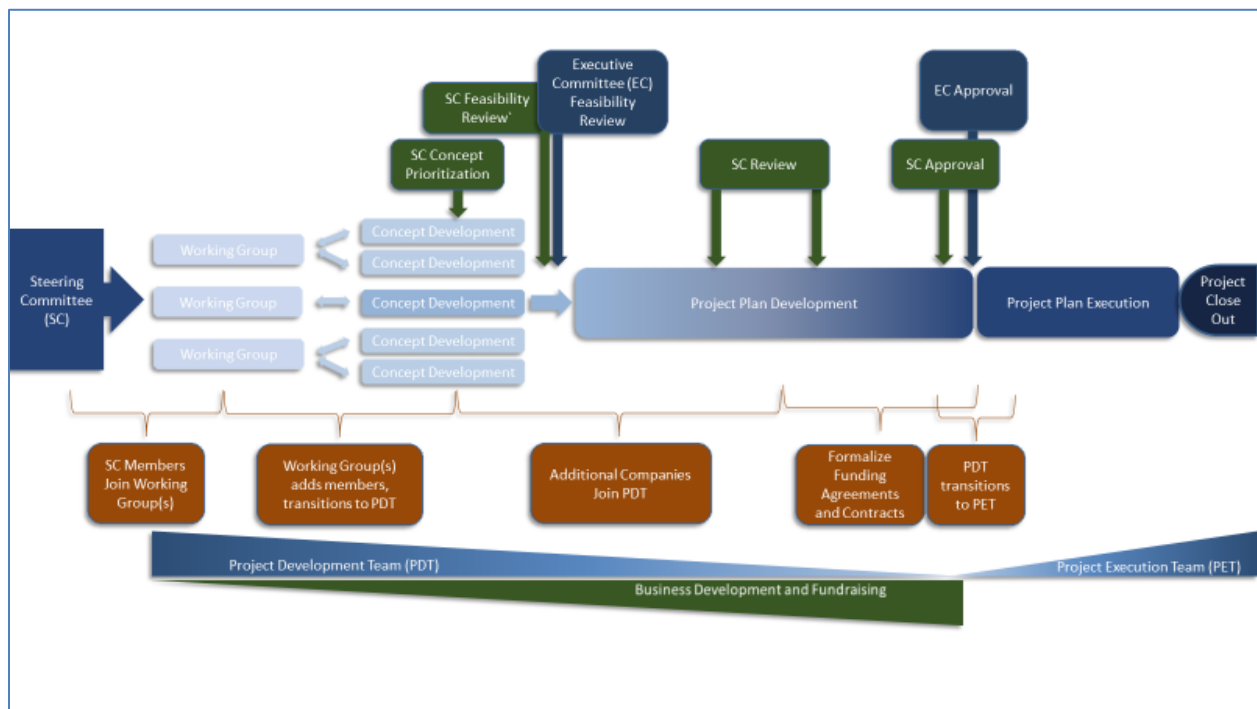 Executive
Committee (EC)
Feasibility
Review
SC Feasibility
Review`
EC Approval
SC Concept
Prioritization
SC Review
SC Approval
Steering
Committee
(SC)
Working Group
Working Group
Working Group
Concept Development
Concept Development
Concept Development
Concept Development
Concept Development
Project Plan Development
Project Plan Execution
Project
Close
Out
SC Members
Join Working
Group(s)
Working Group(s)
adds members,
transitions to PDT
Additional Companies
Join PDT
Formalize
Funding
Agreements
and Contracts
PDT
transitions
to PET
Project Development Team (PDT)
Project Execution Team (PET)
Business Development and Fundraising